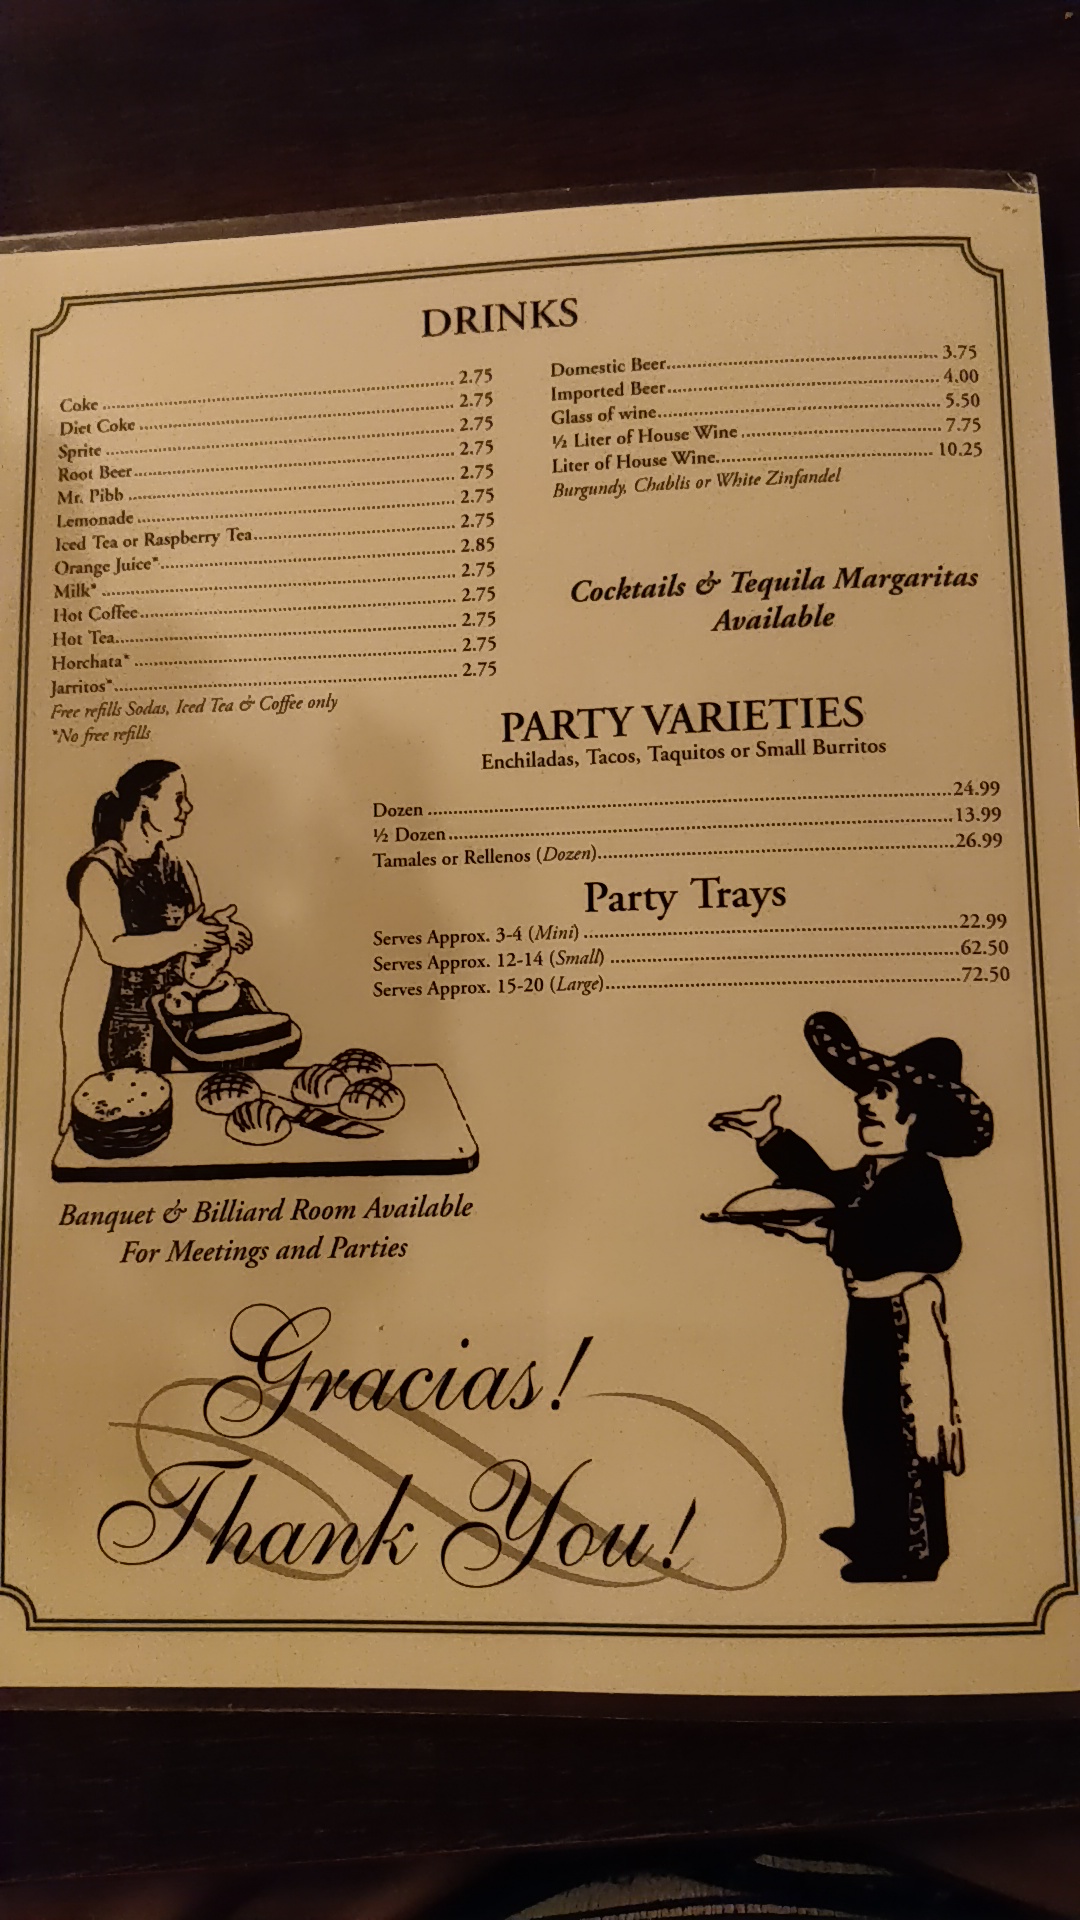 DRINKS
Coke 2.75
Diet Coke 2.75
Sprite 2.75
Root Beer 2.75
Mr. Pibb 2.75
Lemonade 2.75
Iced Tea or Raspberry Tea 2.75
Orange Juice* 2.85
Milk* 2.75
Hot Coffee 2.75
Hot Tea 2.75
Horchata* 2.75
Jarritos* 2.75
Free refills Sodas, Iced Tea & Coffee only
*No free refills
Domestic Beer 3.75
Imported Beer 4.00
Glass of wine 5.50
½ Liter of House Wine 7.75
Liter of House Wine 10.25
Burgundy, Chablis or White Zinfandel
Cocktails & Tequila Margaritas
Available
PARTY VARIETIES
Enchiladas, Tacos, Taquitos or Small Burritos
Dozen 24.99
½ Dozen 13.99
Tamales or Rellenos (Dozen) 26.99
Party Trays
Serves Approx. 3-4 (Mini) 22.99
Serves Approx. 12-14 (Small) 62.50
Serves Approx. 15-20 (Large) 72.50
Banquet & Billiard Room Available
For Meetings and Parties
Gracias!
Thank You!